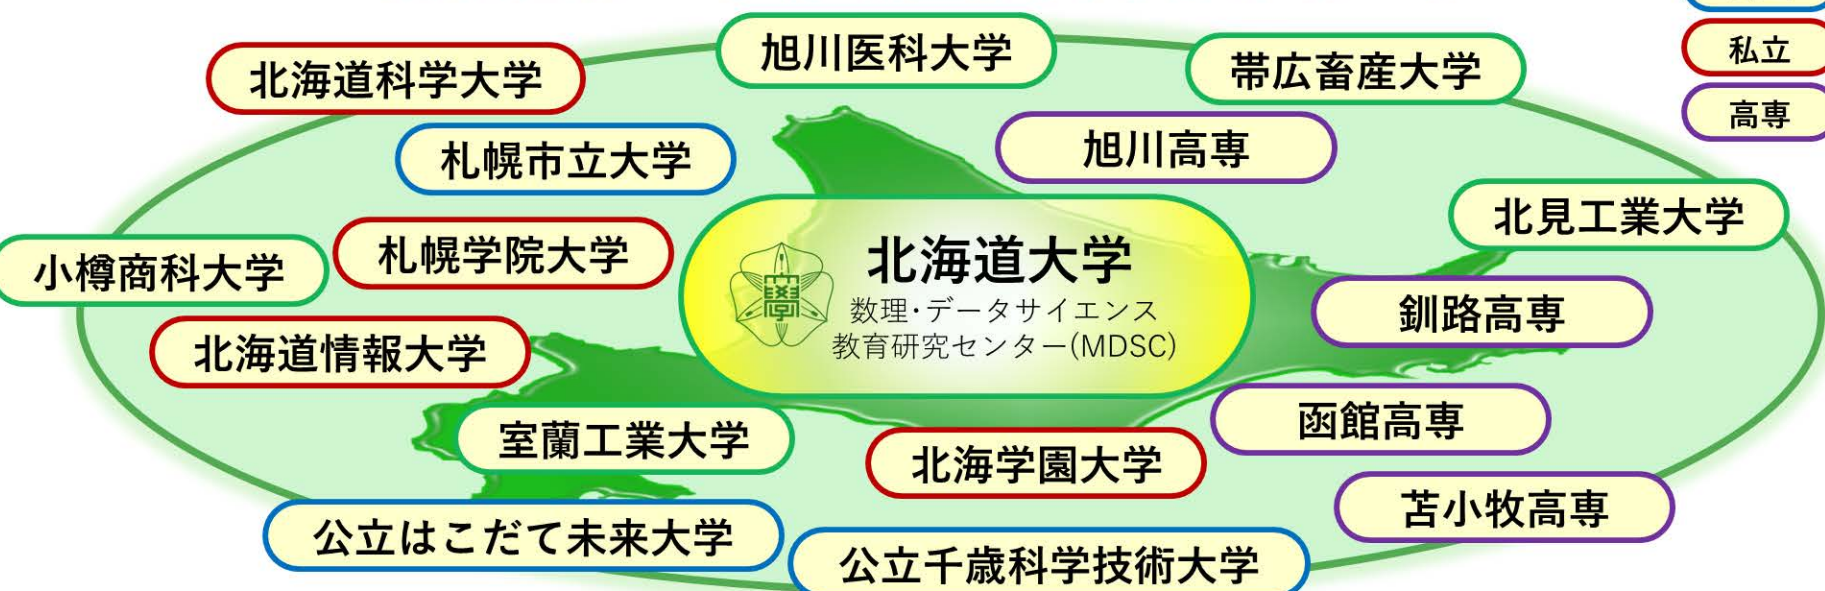 旭川医科大学
私立
北海道科学大学
帯広畜産大学
高専
札幌市立大学
旭川高専
北見工業大学
小樽商科大学
札幌学院大学
北海道大学
数理・データサイエンス
教育研究センター(MDSC)
釧路高専
北海道情報大学
函館高専
室蘭工業大学
北海学園大学
苫小牧高専
公立はこだて未来大学
公立千歳科学技術大学